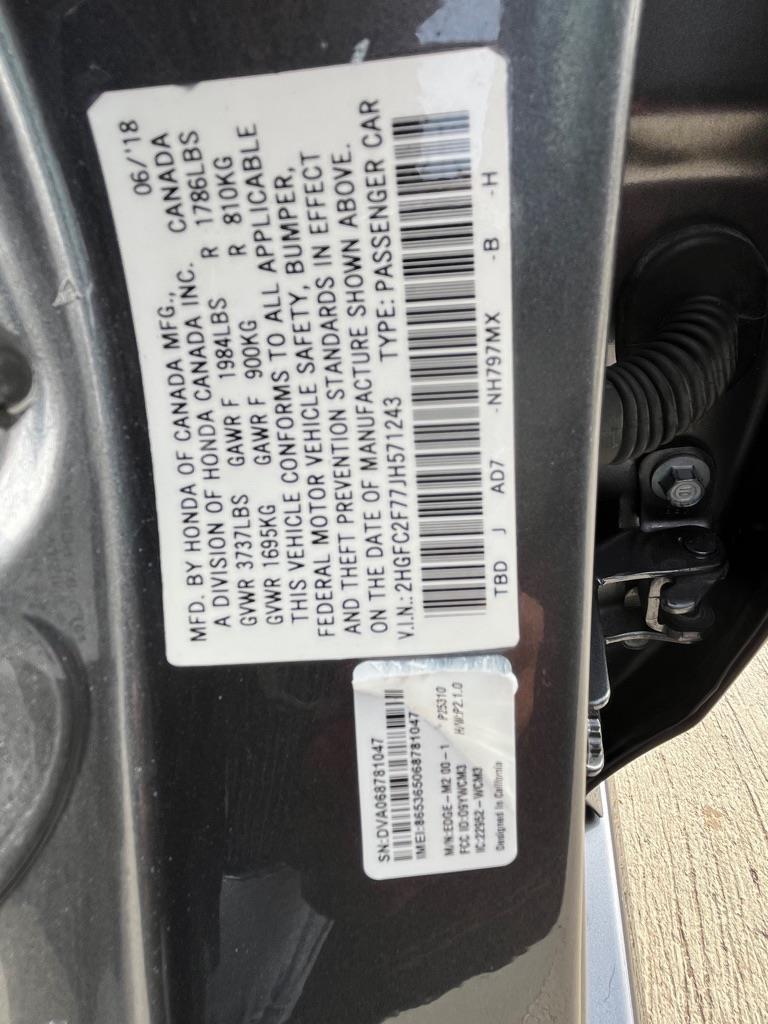 MFD. BY HONDA OF CANADA MFG., 06/'18
A DIVISION OF HONDA CANADA INC. CANADA
GVWR 3737LBS GAWR F 1984LBS R 1786LBS
GVWR 1695KG GAWR F 900KG R 810KG
THIS VEHICLE CONFORMS TO ALL APPLICABLE
FEDERAL MOTOR VEHICLE SAFETY, BUMPER,
AND THEFT PREVENTION STANDARDS IN EFFECT
ON THE DATE OF MANUFACTURE SHOWN ABOVE.
V.I.N.: 2HGFC2F77JH571243 TYPE: PASSENGER CAR
TBD J AD7 -NH797MX -B -H
SN:DVA068781047
IMEI:865365068781047
M/N:EDGE-M2 00-1 P25310
FCC ID:O9YWCM3 H/W:P2.1.0
IC:22952-WCM3
Designed in California